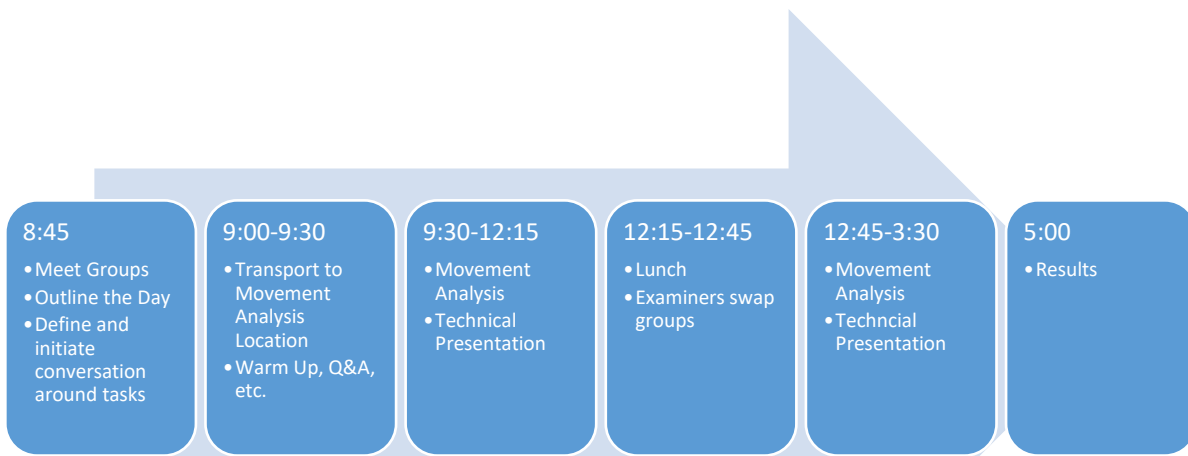 8:45
•Meet Groups
•Outline the Day
•Define and
initiate
conversation
around tasks
9:00-9:30
•Transport to
Movement
Analysis
Location
•Warm Up, Q&A,
etc.
9:30-12:15
•Movement
Analysis
•Technical
Presentation
12:15-12:45
•Lunch
•Examiners swap
groups
12:45-3:30
•Movement
Analysis
•Techncial
Presentation
5:00
•Results